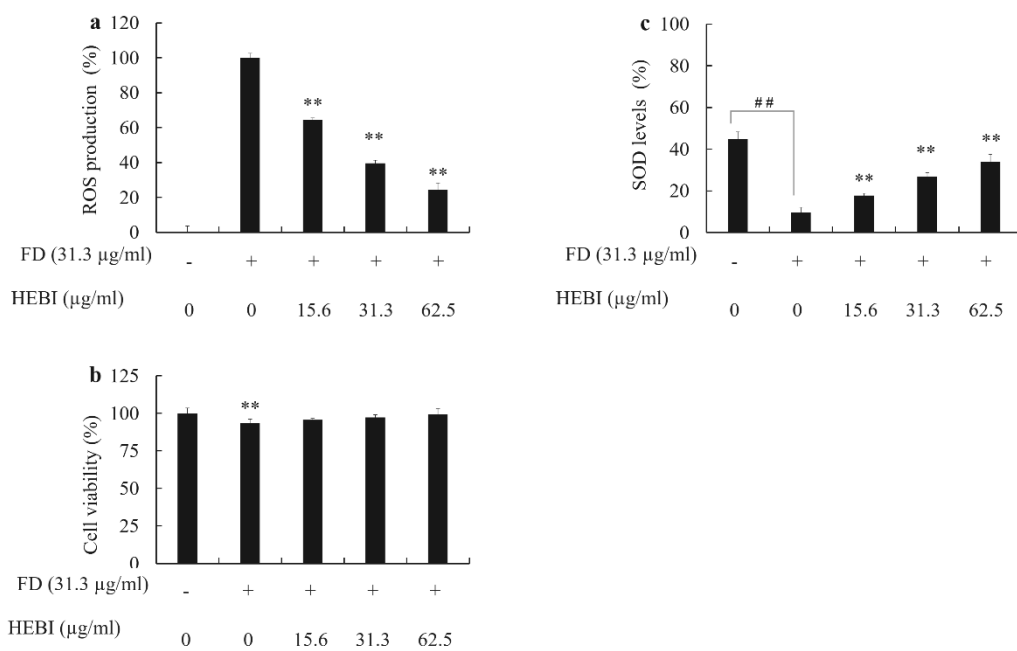 a
ROS production (%)
120
100
80
60
40
20
0
** ** **
FD (31.3 µg/ml) - + + + +
HEBI (µg/ml) 0 0 15.6 31.3 62.5
c
SOD levels (%)
100
80
60
40
20
0
## ** ** **
FD (31.3 µg/ml) - + + + +
HEBI (µg/ml) 0 0 15.6 31.3 62.5
b
Cell viability (%)
125
100
75
50
25
0
**
FD (31.3 µg/ml) - + + + +
HEBI (µg/ml) 0 0 15.6 31.3 62.5